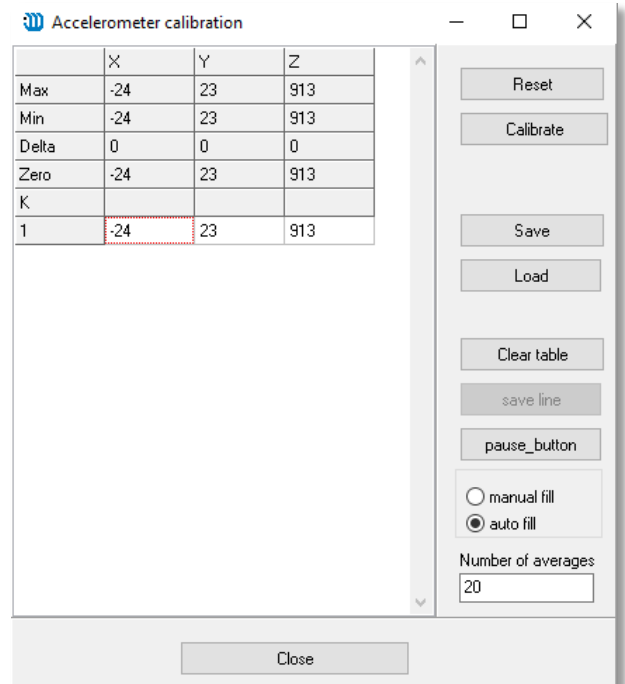 Accelerometer calibration
X Y Z
Max -24 23 913
Min -24 23 913
Delta 0 0 0
Zero -24 23 913
K
1 -24 23 913
Reset
Calibrate
Save
Load
Clear table
save line
pause_button
manual fill
auto fill
Number of averages
20
Close